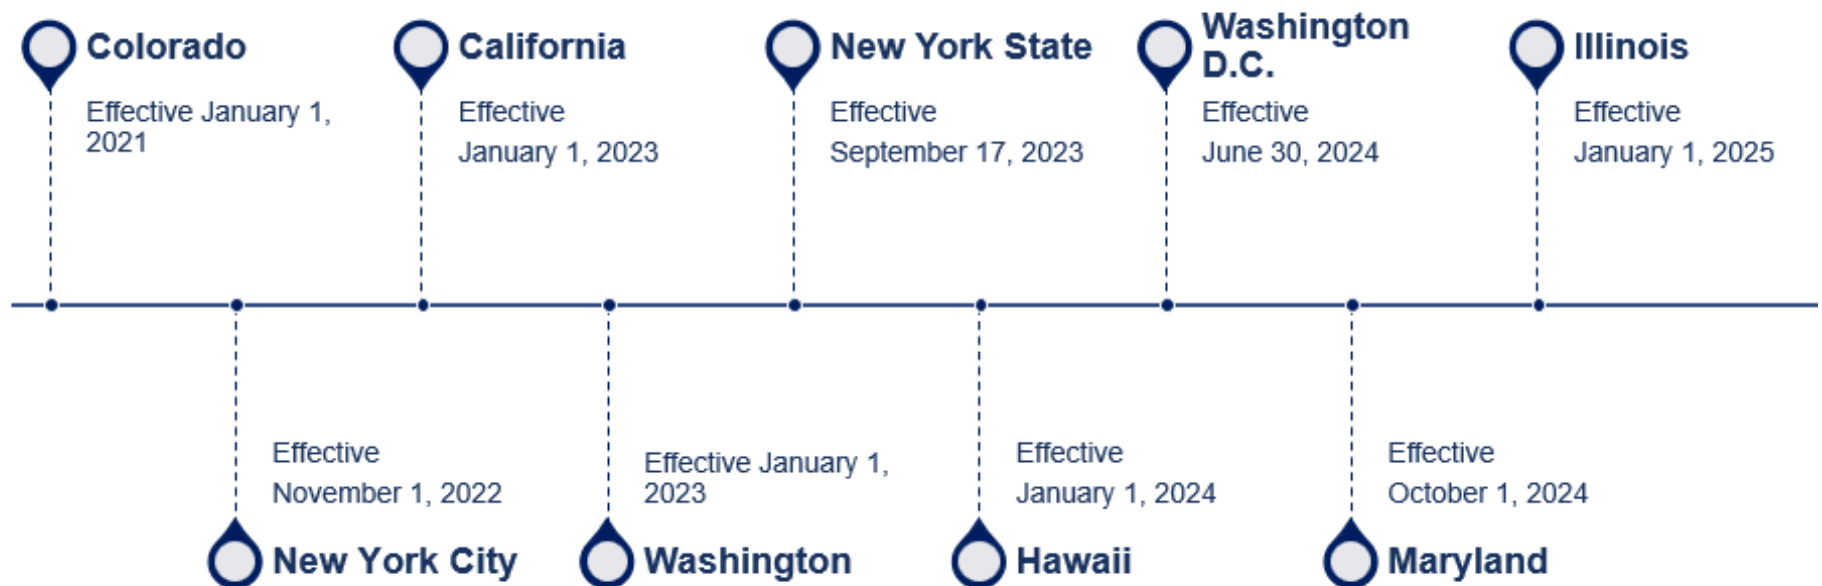 Colorado
Effective January 1,
2021
California
Effective
January 1, 2023
New York State
Effective
September 17, 2023
Washington
D.C.
Effective
June 30, 2024
Illinois
Effective
January 1, 2025
Effective
November 1, 2022
New York City
Effective January 1,
2023
Washington
Effective
January 1, 2024
Hawaii
Effective
October 1, 2024
Maryland